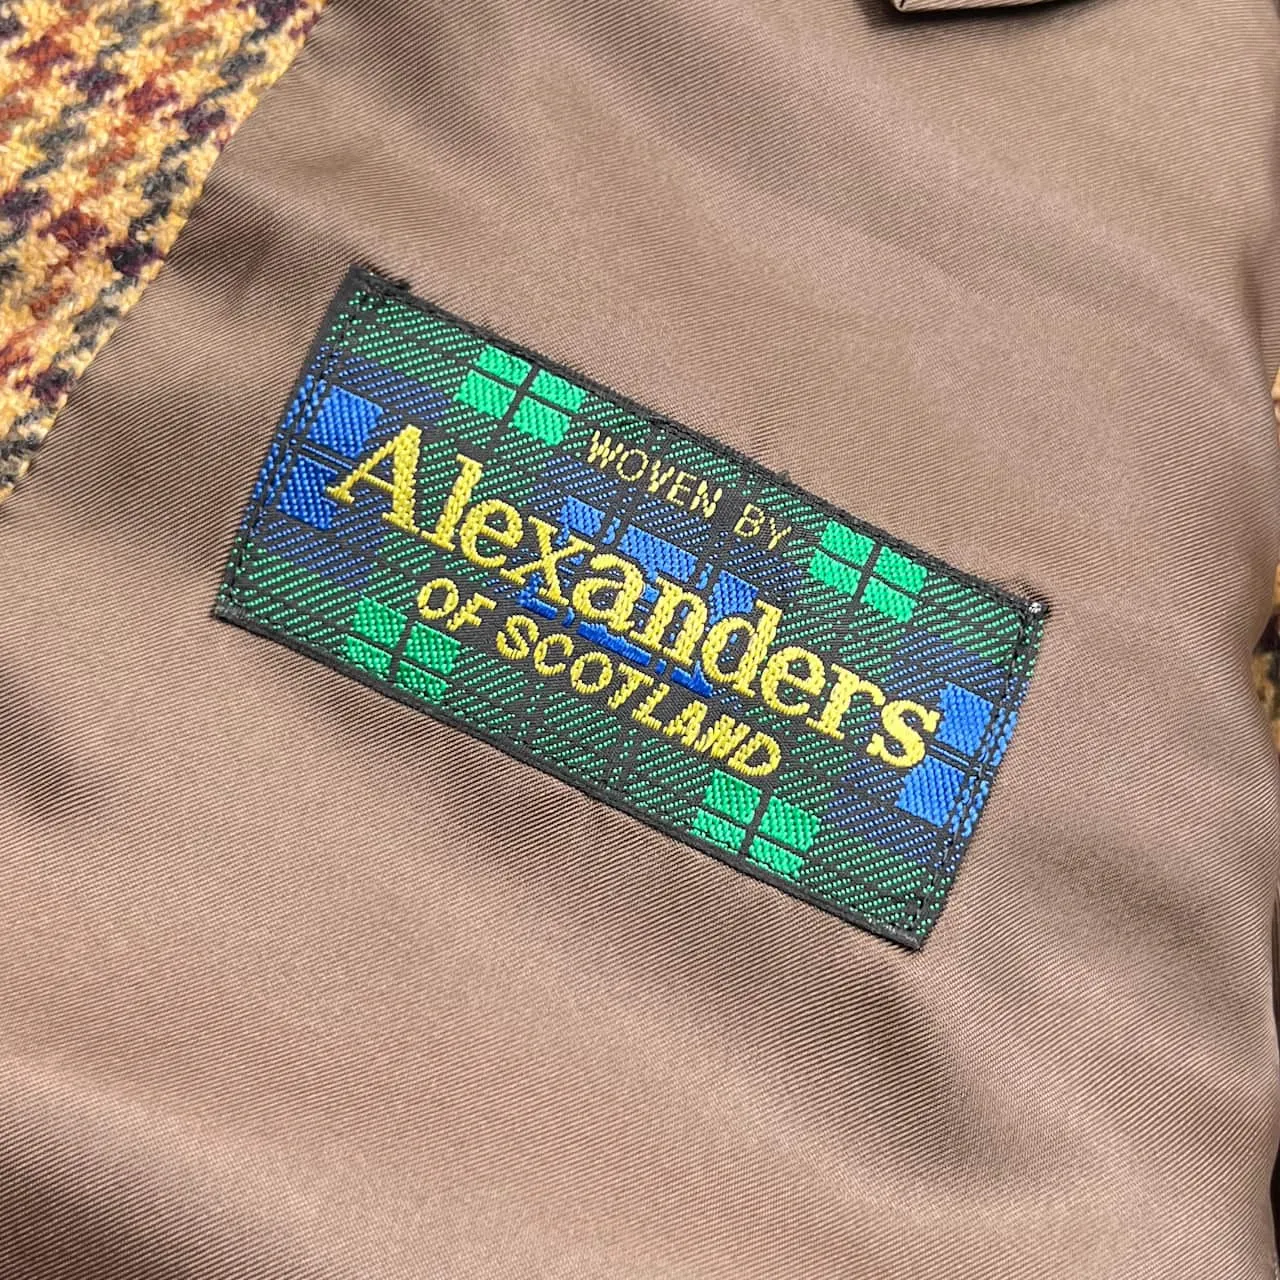 WOVEN BY
Alexanders
OF SCOTLAND